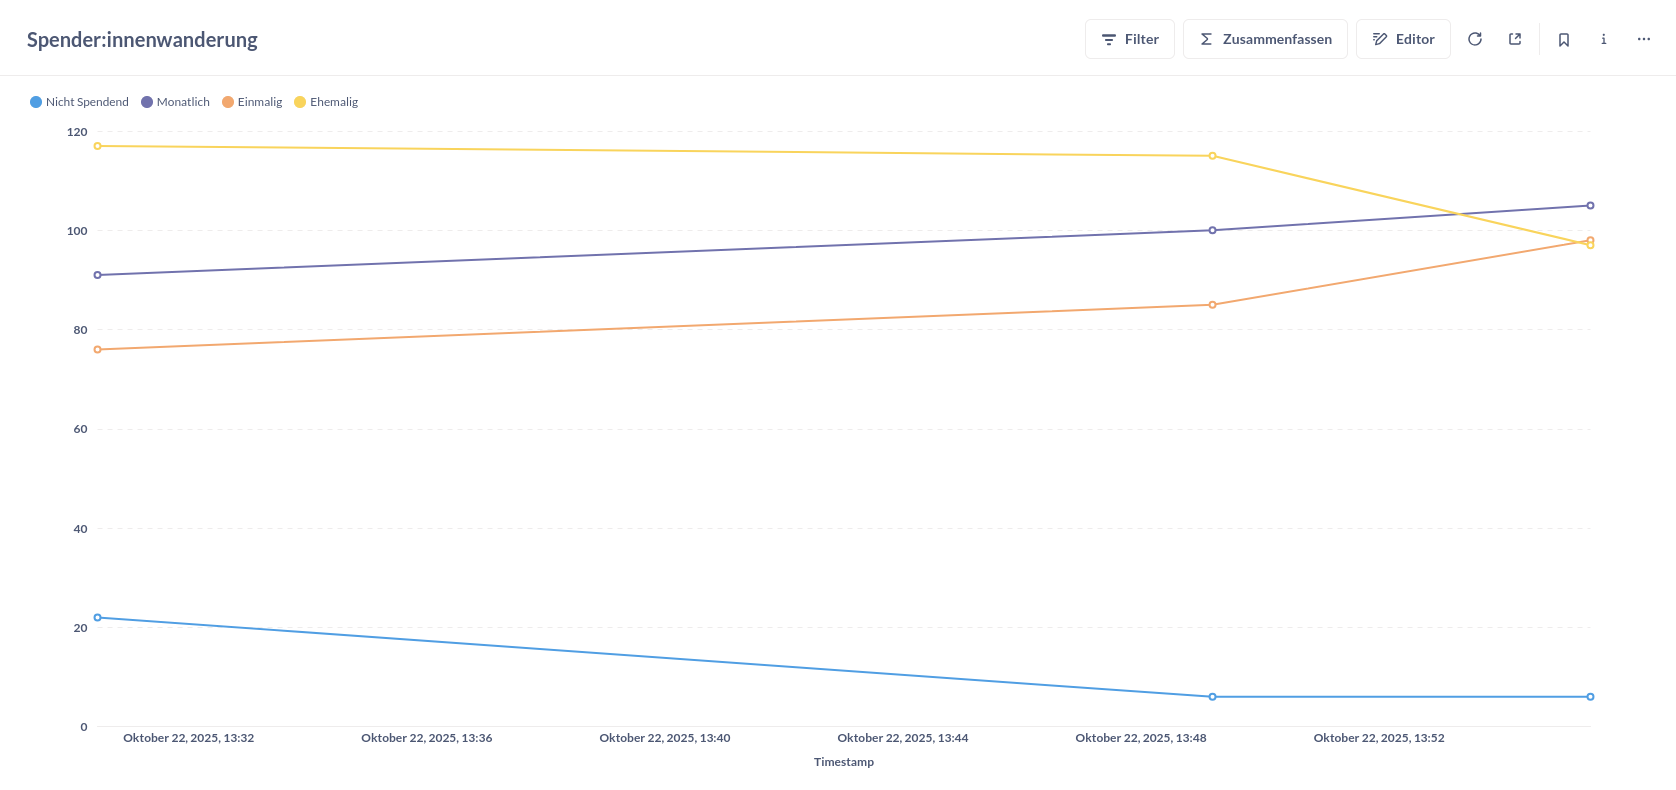 Spender:innenwanderung
Filter
Zusammenfassen
Editor
Nicht Spendend Monatlich Einmalig Ehemalig
120
100
80
60
40
20
0
Oktober 22, 2025, 13:32 Oktober 22, 2025, 13:36 Oktober 22, 2025, 13:40 Oktober 22, 2025, 13:44 Oktober 22, 2025, 13:48 Oktober 22, 2025, 13:52
Timestamp